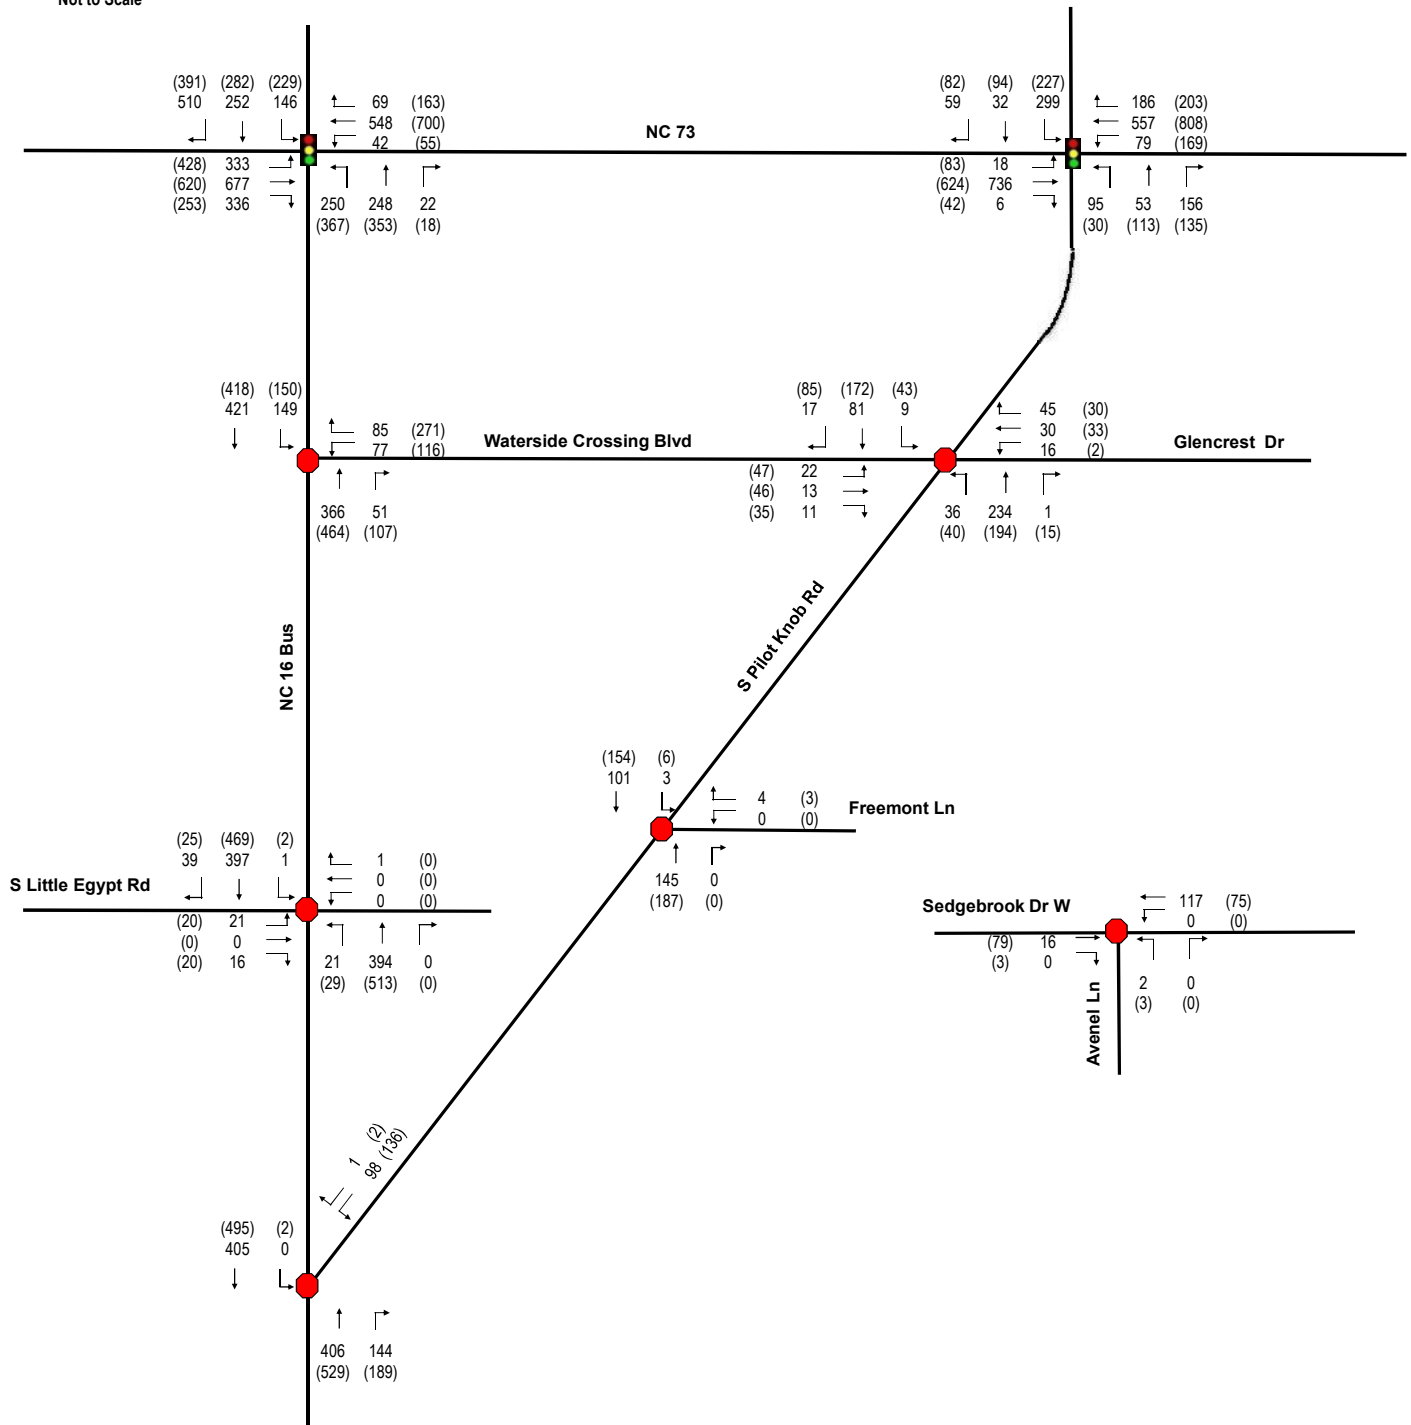 Not to Scale
(391) (282) (229)
510 252 146
69 (163)
548 (700)
42 (55)
(428) 333
(620) 677
(253) 336
250 248 22
(367) (353) (18)
NC 73
(82) (94) (227)
59 32 299
186 (203)
557 (808)
79 (169)
(83) 18
(624) 736
(42) 6
95 53 156
(30) (113) (135)
(418) (150)
421 149
85 (271)
77 (116)
366 51
(464) (107)
Waterside Crossing Blvd
(85) (172) (43)
17 81 9
45 (30)
30 (33)
16 (2)
Glencrest Dr
(47) 22
(46) 13
(35) 11
36 234 1
(40) (194) (15)
S Pilot Knob Rd
NC 16 Bus
(154) (6)
101 3
4 (3)
0 (0)
Freemont Ln
145 0
(187) (0)
(25) (469) (2)
39 397 1
1 (0)
0 (0)
0 (0)
S Little Egypt Rd
(20) 21
(0) 0
(20) 16
21 394 0
(29) (513) (0)
Sedgebrook Dr W
117 (75)
0 (0)
(79) 16
(3) 0
2 0
(3) (0)
Avenel Ln
1 (2)
98 (136)
(495) (2)
405 0
406 144
(529) (189)